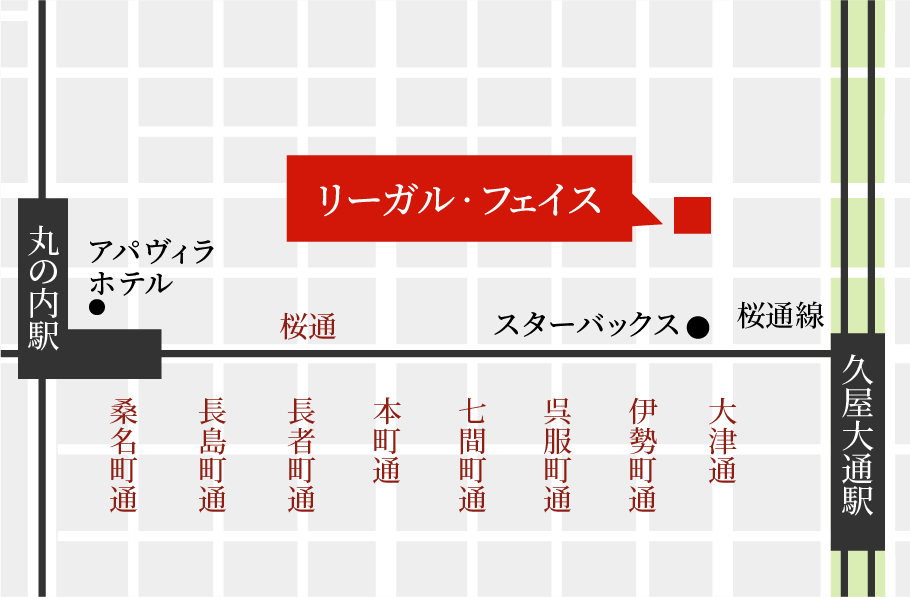 リーガル・フェイス
丸の内駅
アパヴィラ
ホテル
桜通
スターバックス
桜通線
久屋大通駅
桑名町通
長島町通
長者町通
本町通
七間町通
呉服町通
伊勢町通
大津通